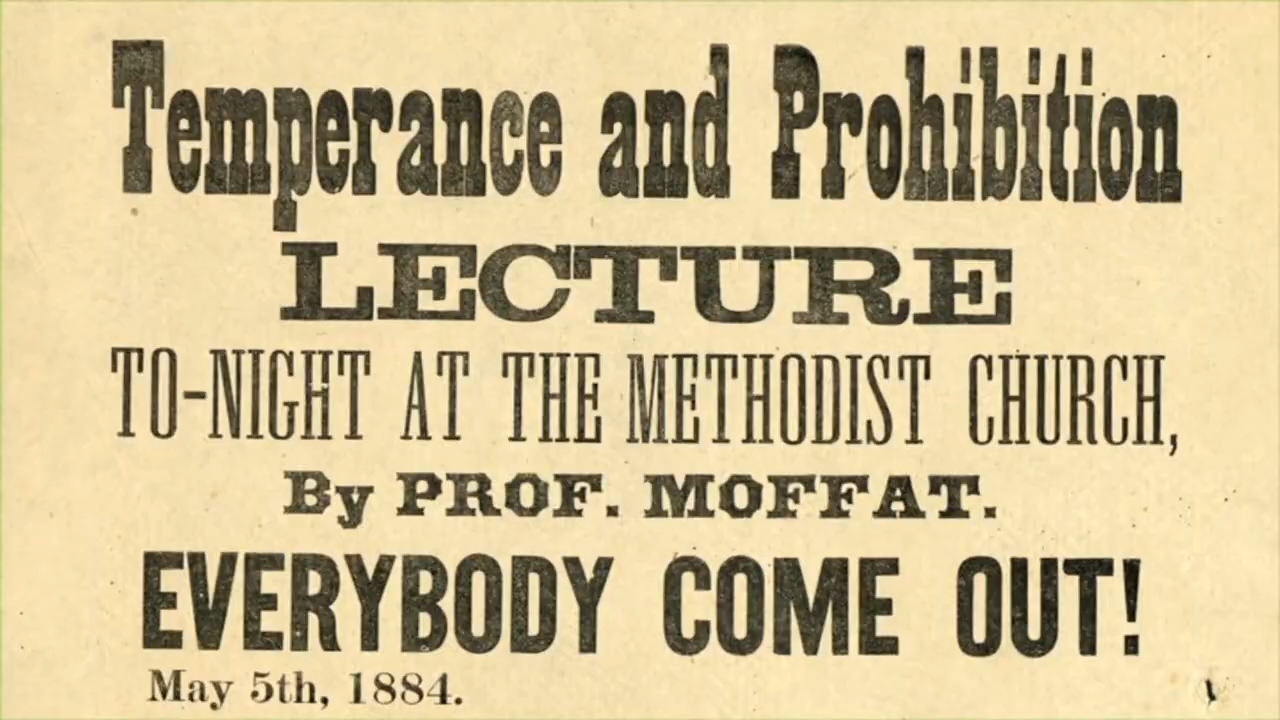 Temperance and Prohibition
LECTURE
TO-NIGHT AT THE METHODIST CHURCH,
By PROF. MOFFAT.
EVERYBODY COME OUT!
May 5th, 1884.